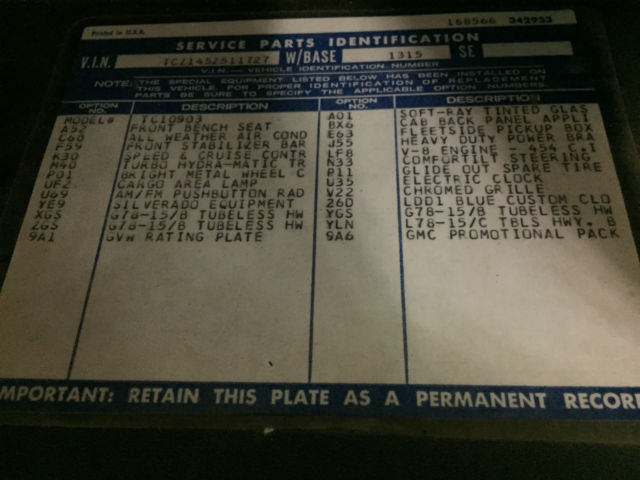 Printed in U.S.A.
168566 342933
SERVICE PARTS IDENTIFICATION
V.I.N. W/BASE 1315 SE
V.I.N. – VEHICLE IDENTIFICATION NUMBER
NOTE: THE SPECIAL EQUIPMENT LISTED BELOW HAS BEEN INSTALLED ON
THIS VEHICLE. FOR PROPER IDENTIFICATION OF REPLACEMENT
PARTS BE SURE TO SPECIFY THE APPLICABLE OPTION NUMBERS.
OPTION NO. DESCRIPTION OPTION NO. DESCRIPTION
MODEL# TC10903 A01 SOFT-RAY TINTED GLAS
A52 FRONT BENCH SEAT BX6 CAB BACK PANEL APPLI
C60 ALL WEATHER AIR COND E63 FLEETSIDE PICKUP BOX
F59 FRONT STABILIZER BAR J55 HEAVY DUTY POWER BRA
K30 SPEED & CRUISE CONTR LF8 V-8 ENGINE - 454 C.I
M40 TURBO HYDRA-MATIC TR N33 COMFORTILT STEERING
P01 BRIGHT METAL WHEEL C P11 GLIDE OUT SPARE TIRE
UF2 CARGO AREA LAMP U35 ELECTRIC CLOCK
U69 AM/FM PUSHBUTTON RAD V22 CHROMED GRILLE
YE9 SILVERADO EQUIPMENT 26D LDD1 BLUE CUSTOM CLO
XGS G78-15/B TUBELESS HW YGS G78-15/B TUBELESS HW
ZGS G78-15/B TUBELESS HW YLN L78-15/C TBLS HWY. B
9A1 GVW RATING PLATE 9A6 GMC PROMOTIONAL PACK
MPORTANT: RETAIN THIS PLATE AS A PERMANENT RECOR